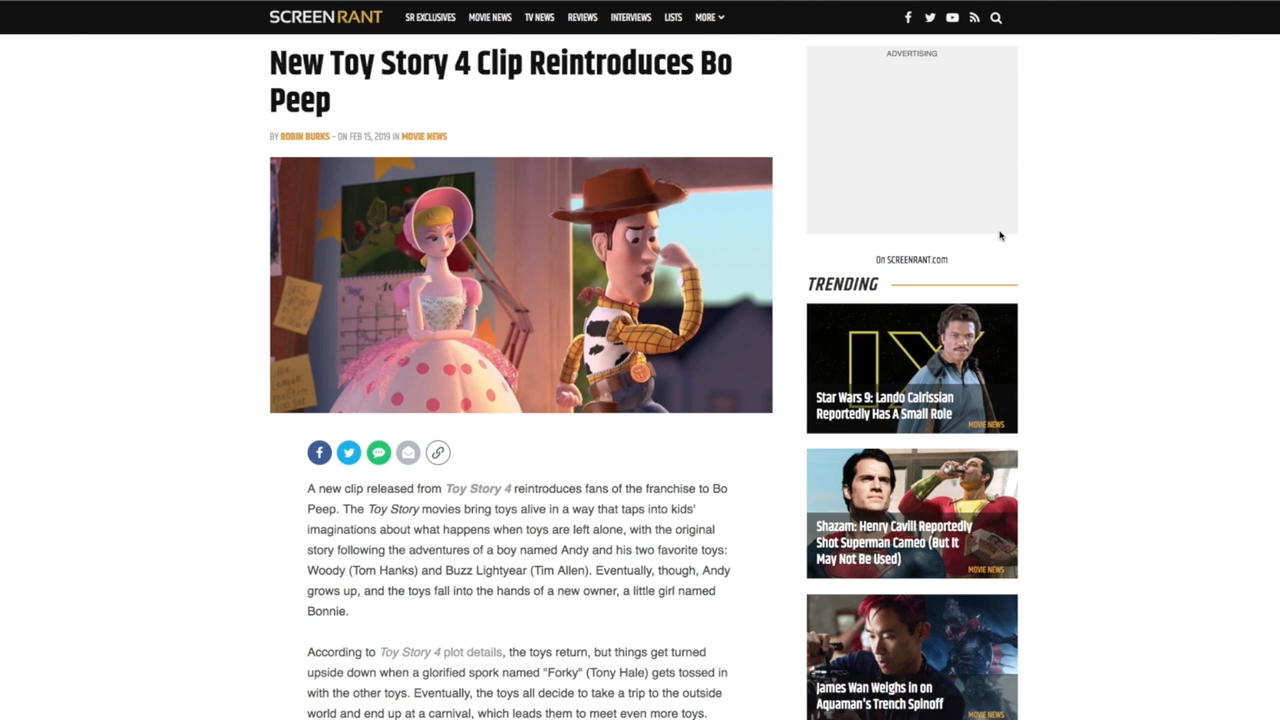 SCREENRANT
SR EXCLUSIVES
MOVIE NEWS
TV NEWS
REVIEWS
INTERVIEWS
LISTS
MORE
New Toy Story 4 Clip Reintroduces Bo
Peep
BY ROBIN BURKS – ON FEB 15, 2019 IN MOVIE NEWS
A new clip released from Toy Story 4 reintroduces fans of the franchise to Bo
Peep. The Toy Story movies bring toys alive in a way that taps into kids'
imaginations about what happens when toys are left alone, with the original
story following the adventures of a boy named Andy and his two favorite toys:
Woody (Tom Hanks) and Buzz Lightyear (Tim Allen). Eventually, though, Andy
grows up, and the toys fall into the hands of a new owner, a little girl named
Bonnie.
According to Toy Story 4 plot details, the toys return, but things get turned
upside down when a glorified spork named "Forky" (Tony Hale) gets tossed in
with the other toys. Eventually, the toys all decide to take a trip to the outside
world and end up at a carnival, which leads them to meet even more toys.
ADVERTISING
On SCREENRANT.com
TRENDING
IX
Star Wars 9: Lando Calrissian
Reportedly Has A Small Role
MOVIE NEWS
Shazam: Henry Cavill Reportedly
Shot Superman Cameo (But It
May Not Be Used)
MOVIE NEWS
James Wan Weighs in on
Aquaman's Trench Spinoff
MOVIE NEWS